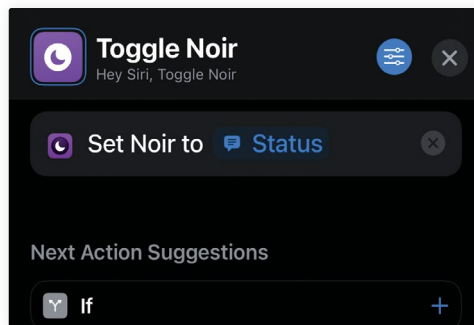 Toggle Noir
Hey Siri, Toggle Noir
Set Noir to Status
Next Action Suggestions
If